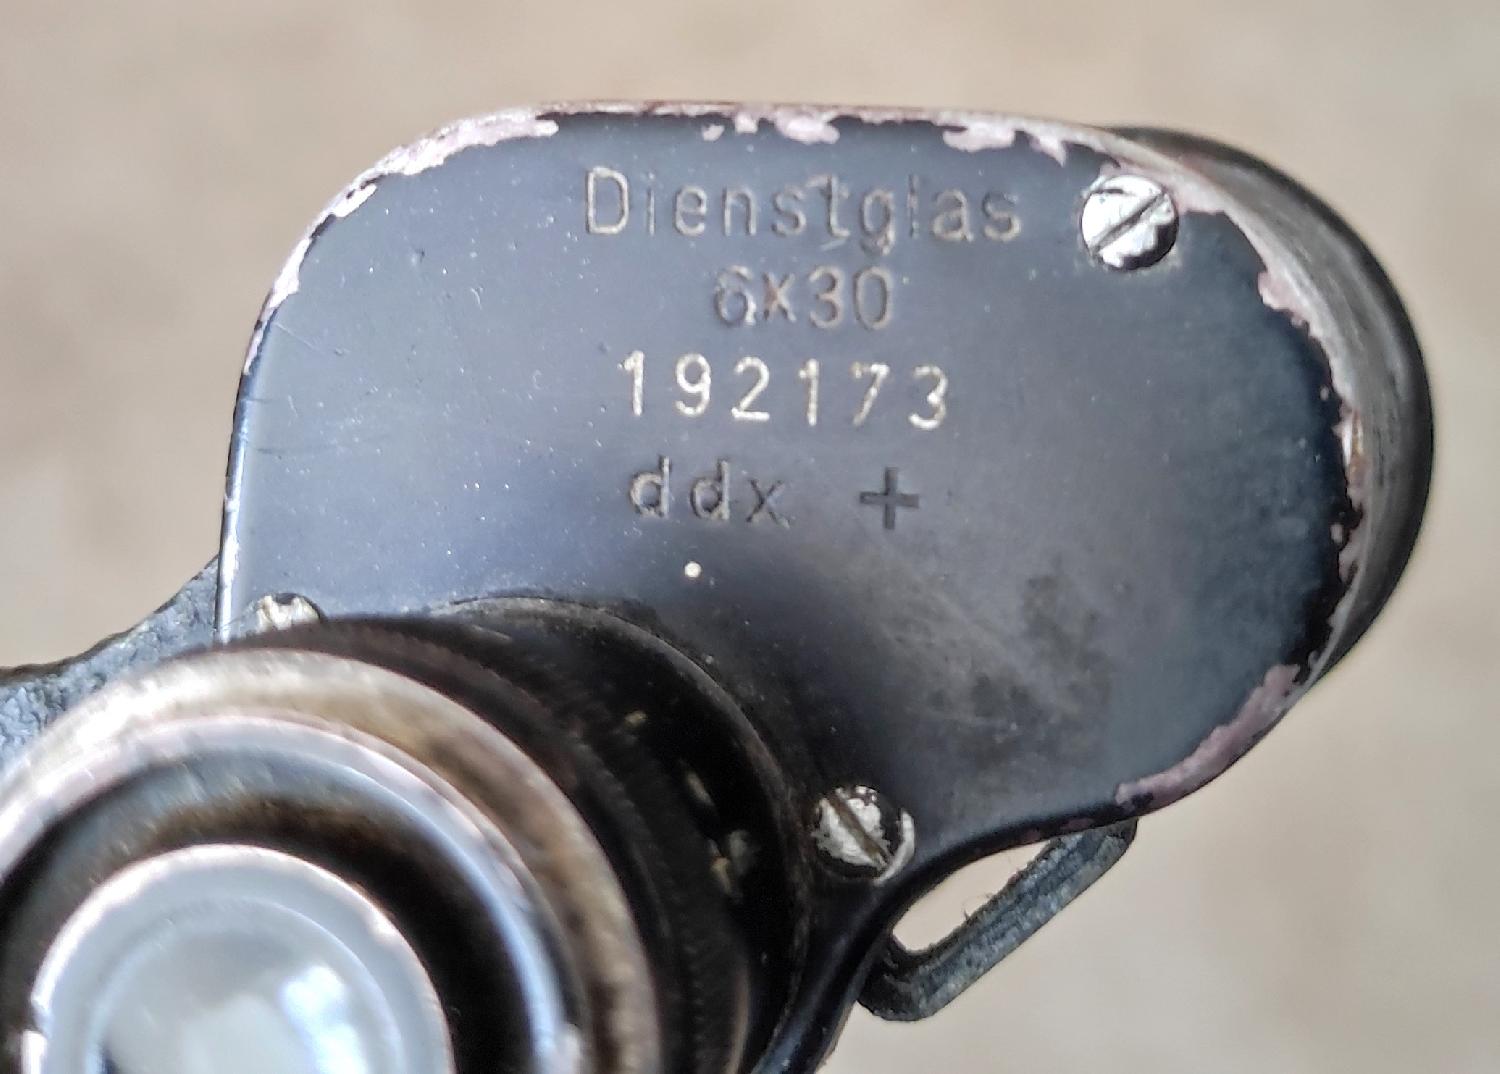 Dienstglas
6x30
192173
ddx +